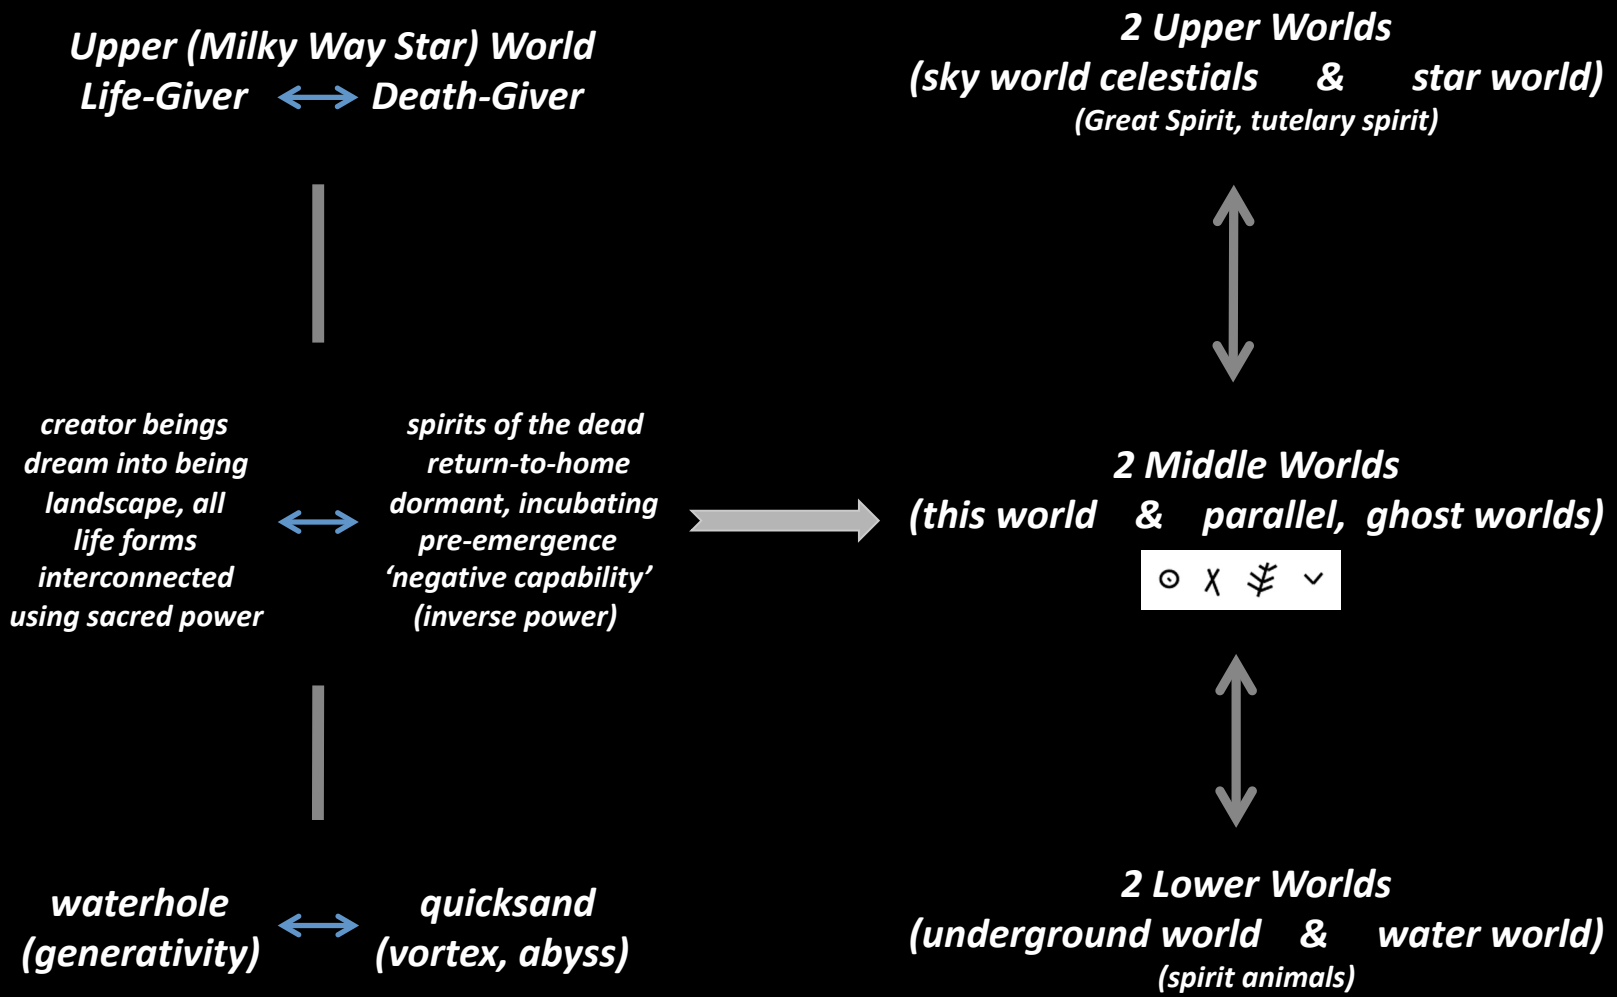 Upper (Milky Way Star) World
Life-Giver Death-Giver
creator beings
dream into being
landscape, all
life forms
interconnected
using sacred power
spirits of the dead
return-to-home
dormant, incubating
pre-emergence
‘negative capability’
(inverse power)
waterhole
(generativity)
quicksand
(vortex, abyss)
2 Upper Worlds
(sky world celestials & star world)
(Great Spirit, tutelary spirit)
2 Middle Worlds
(this world & parallel, ghost worlds)
2 Lower Worlds
(underground world & water world)
(spirit animals)